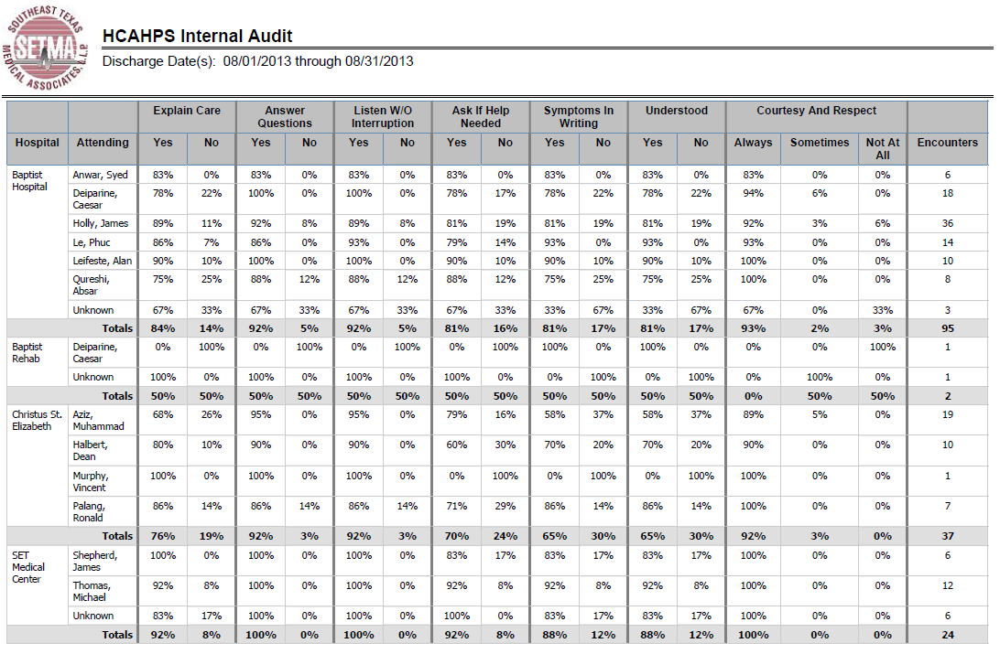 SOUTHEAST TEXAS
SETMA
MEDICAL ASSOCIATES, L.L.P.
HCAHPS Internal Audit
Discharge Date(s): 08/01/2013 through 08/31/2013
Explain Care Answer Questions Listen W/O Interruption Ask If Help Needed Symptoms In Writing Understood Courtesy And Respect
Hospital Attending Yes No Yes No Yes No Yes No Yes No Yes No Always Sometimes Not At All Encounters
Baptist Hospital Anwar, Syed 83% 0% 83% 0% 83% 0% 83% 0% 83% 0% 83% 0% 83% 0% 0% 6
Deiparine, Caesar 78% 22% 100% 0% 100% 0% 78% 17% 78% 22% 78% 22% 94% 6% 0% 18
Holly, James 89% 11% 92% 8% 89% 8% 81% 19% 81% 19% 81% 19% 92% 3% 6% 36
Le, Phuc 86% 7% 86% 0% 93% 0% 79% 14% 93% 0% 93% 0% 93% 0% 0% 14
Leifeste, Alan 90% 10% 100% 0% 100% 0% 90% 10% 90% 10% 90% 10% 100% 0% 0% 10
Qureshi, Absar 75% 25% 88% 12% 88% 12% 88% 12% 75% 25% 75% 25% 100% 0% 0% 8
Unknown 67% 33% 67% 33% 67% 33% 67% 33% 33% 67% 33% 67% 67% 0% 33% 3
Totals 84% 14% 92% 5% 92% 5% 81% 16% 81% 17% 81% 17% 93% 2% 3% 95
Baptist Rehab Deiparine, Caesar 0% 100% 0% 100% 0% 100% 0% 100% 100% 0% 100% 0% 0% 0% 100% 1
Unknown 100% 0% 100% 0% 100% 0% 100% 0% 0% 100% 0% 100% 0% 100% 0% 1
Totals 50% 50% 50% 50% 50% 50% 50% 50% 50% 50% 50% 50% 0% 50% 50% 2
Christus St. Elizabeth Aziz, Muhammad 68% 26% 95% 0% 95% 0% 79% 16% 58% 37% 58% 37% 89% 5% 0% 19
Halbert, Dean 80% 10% 90% 0% 90% 0% 60% 30% 70% 20% 70% 20% 90% 0% 0% 10
Murphy, Vincent 100% 0% 100% 0% 100% 0% 0% 100% 0% 100% 0% 100% 100% 0% 0% 1
Palang, Ronald 86% 14% 86% 14% 86% 14% 71% 29% 86% 14% 86% 14% 100% 0% 0% 7
Totals 76% 19% 92% 3% 92% 3% 70% 24% 65% 30% 65% 30% 92% 3% 0% 37
SET Medical Center Shepherd, James 100% 0% 100% 0% 100% 0% 83% 17% 83% 17% 83% 17% 100% 0% 0% 6
Thomas, Michael 92% 8% 100% 0% 100% 0% 92% 8% 92% 8% 92% 8% 100% 0% 0% 12
Unknown 83% 17% 100% 0% 100% 0% 100% 0% 83% 17% 83% 17% 100% 0% 0% 6
Totals 92% 8% 100% 0% 100% 0% 92% 8% 88% 12% 88% 12% 100% 0% 0% 24